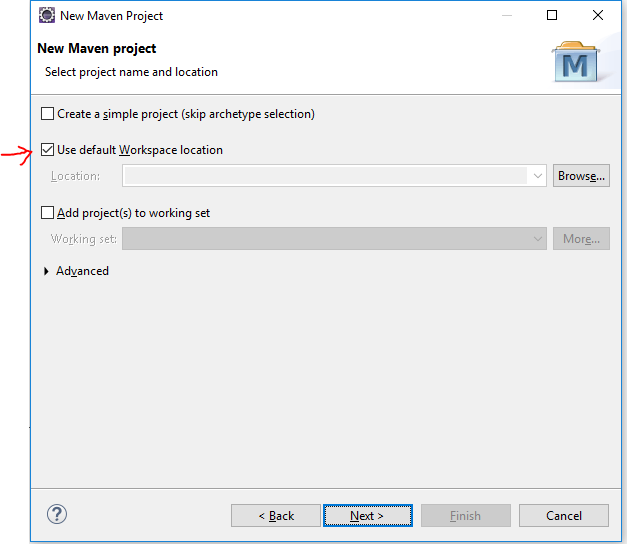 New Maven Project
New Maven project
Select project name and location
M
Create a simple project (skip archetype selection)
Use default Workspace location
Location:
Browse...
Add project(s) to working set
Working set:
More...
Advanced
?
< Back
Next >
Finish
Cancel